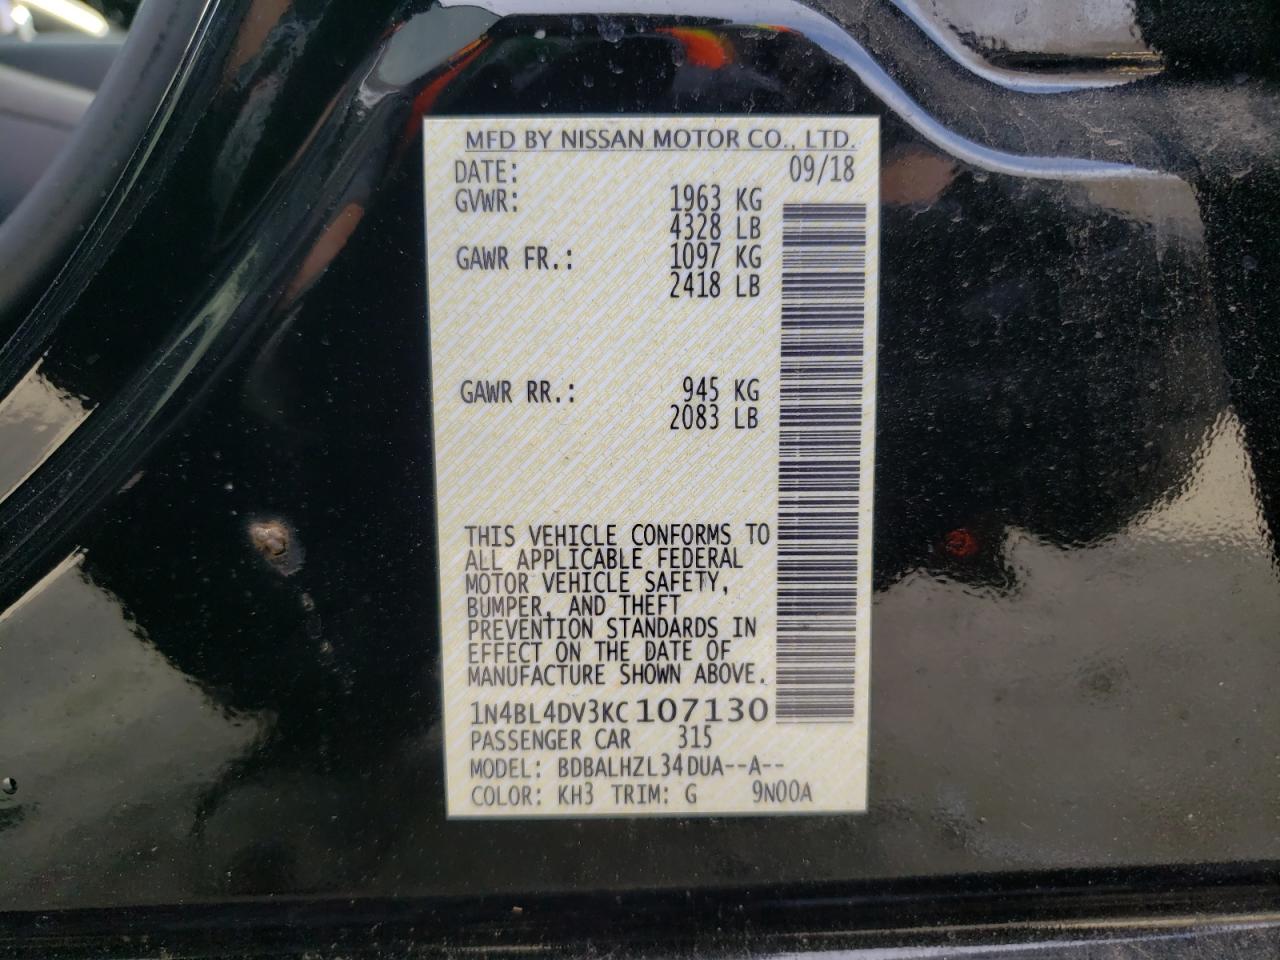 MFD BY NISSAN MOTOR CO., LTD.
DATE: 09/18
GVWR: 1963 KG
4328 LB
GAWR FR.: 1097 KG
2418 LB
GAWR RR.: 945 KG
2083 LB
THIS VEHICLE CONFORMS TO
ALL APPLICABLE FEDERAL
MOTOR VEHICLE SAFETY,
BUMPER, AND THEFT
PREVENTION STANDARDS IN
EFFECT ON THE DATE OF
MANUFACTURE SHOWN ABOVE.
1N4BL4DV3KC107130
PASSENGER CAR 315
MODEL: BDBALHZL34DUA--A--
COLOR: KH3 TRIM: G 9N00A